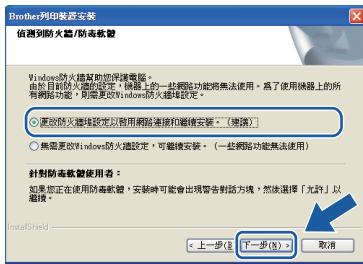 Brother列印裝置安裝
偵測到防火牆/防毒軟體
Windows防火牆幫助您保護電腦。
由於目前防火牆的設定，機器上的一些網路功能將無法使用。爲了使用機器上的所
有網路功能，則需更改Windows防火牆埠設定。
更改防火牆埠設定以啓用網路連接和繼續安裝。（建議）
無需更改Windows防火牆設定，可繼續安裝。（一些網路功能無法使用）
針對防毒軟體使用者：
如果您正在使用防毒軟體，安裝時可能會出現警告對話方塊，然後選擇「允許」以
繼續。
InstallShield
< 上一步(B 下一步(N) > 取消